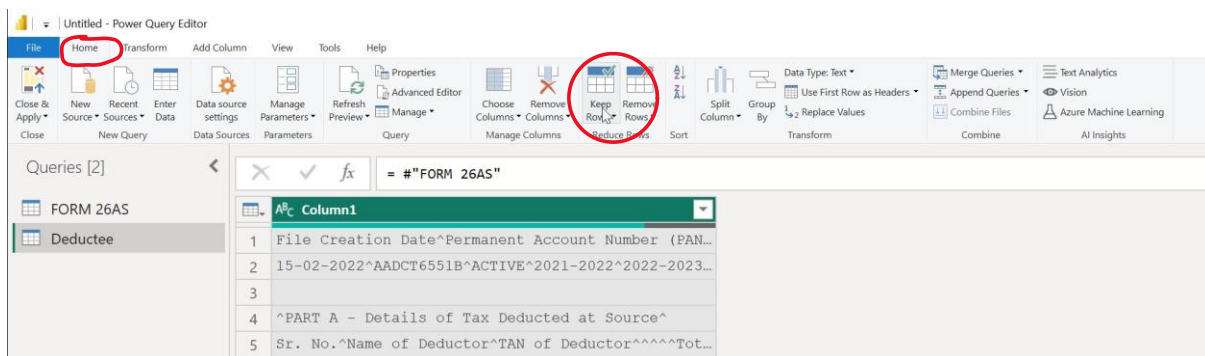 Untitled - Power Query Editor
File Home Transform Add Column View Tools Help
Close & Apply
New Source
Recent Sources
Enter Data
Data source settings
Manage Parameters
Refresh Preview
Properties
Advanced Editor
Manage
Choose Columns
Remove Columns
Keep Rows
Remove Rows
Split Column
Group By
Data Type: Text
Use First Row as Headers
1 2 Replace Values
Merge Queries
Append Queries
Combine Files
Text Analytics
Vision
Azure Machine Learning
Close New Query Data Sources Parameters Query Manage Columns Reduce Rows Sort Transform Combine AI Insights
Queries [2]
fx = #"FORM 26AS"
FORM 26AS
Deductee
ABC Column1
1 File Creation Date^Permanent Account Number (PAN...
2 15-02-2022^AADCT6551B^ACTIVE^2021-2022^2022-2023...
3
4 ^PART A - Details of Tax Deducted at Source^
5 Sr. No.^Name of Deductor^TAN of Deductor^^^^^Tot...